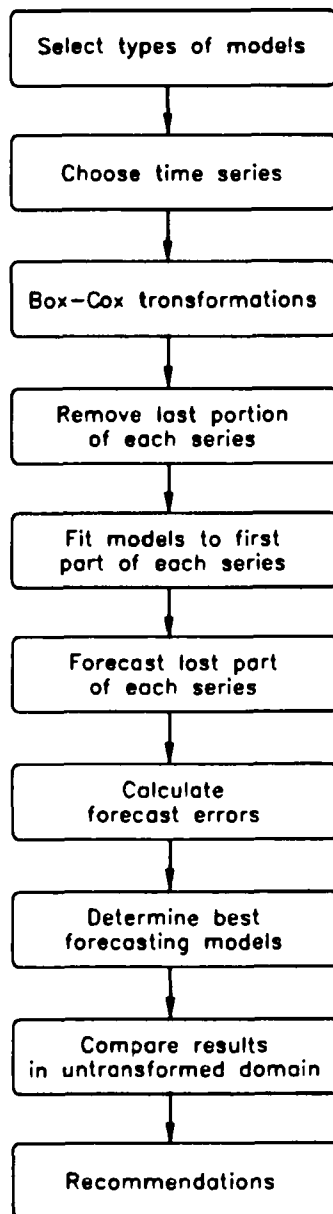 Select types of models
Choose time series
Box-Cox transformations
Remove last portion
of each series
Fit models to first
part of each series
Forecast last part
of each series
Calculate
forecast errors
Determine best
forecasting models
Compare results
in untransformed domain
Recommendations